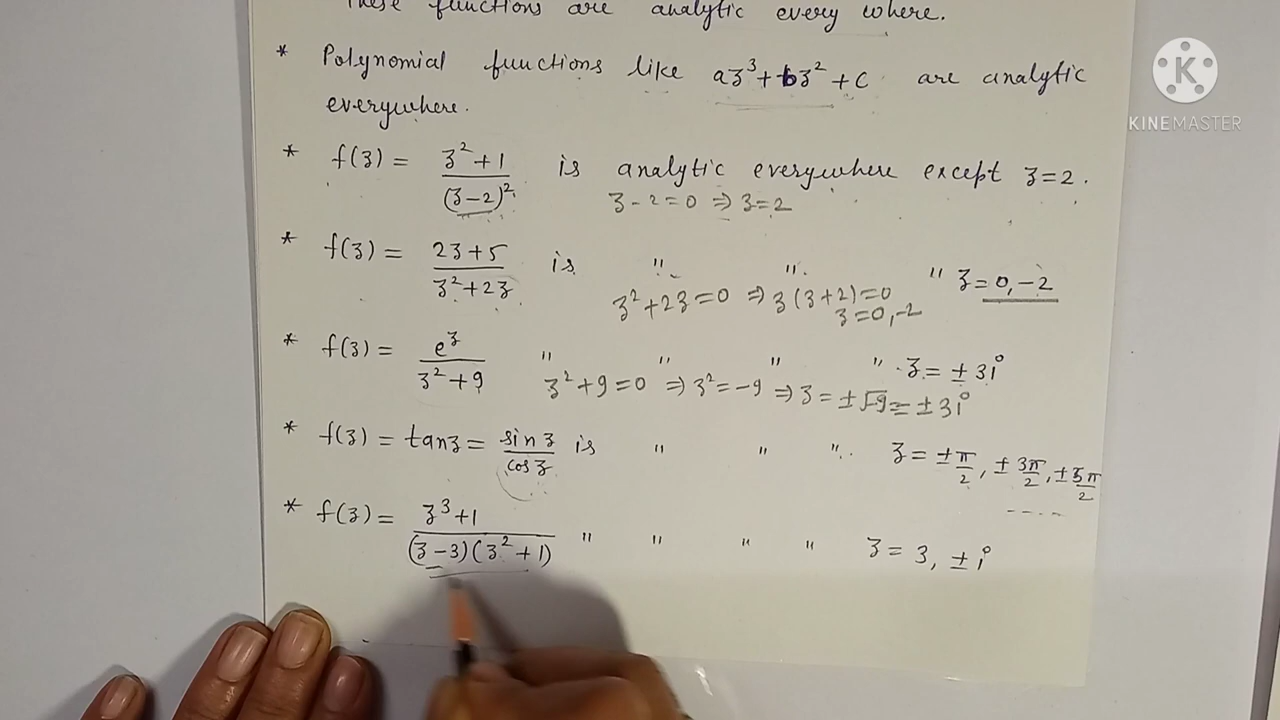 These functions are analytic every where.
* Polynomial functions like az³+bz²+c are analytic
everywhere.
* f(z) = (z²+1)/(z-2)² is analytic everywhere except z=2.
z-2=0 ⇒ z=2
* f(z) = (2z+5)/(z²+2z) is " " " z=0,-2
z²+2z=0 ⇒ z(z+2)=0
z=0,-2
* f(z) = e^z/(z²+9) " " " " z=±3i
z²+9=0 ⇒ z²=-9 ⇒ z=±√-9=±3i
* f(z) = tanz = sin z/cos z is " " " z=±π/2, ±3π/2, ±5π/2 ----
* f(z) = (z³+1)/((z-3)(z²+1)) " " " " z=3, ±i
KINEMASTER